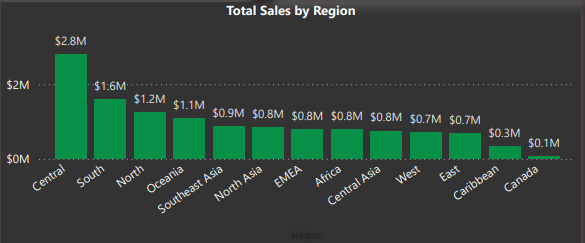 Total Sales by Region
$2M
$0M
$2.8M
$1.6M
$1.2M
$1.1M
$0.9M
$0.8M
$0.8M
$0.8M
$0.8M
$0.7M
$0.7M
$0.3M
$0.1M
Central
South
North
Oceania
Southeast Asia
North Asia
EMEA
Africa
Central Asia
West
East
Caribbean
Canada
Region